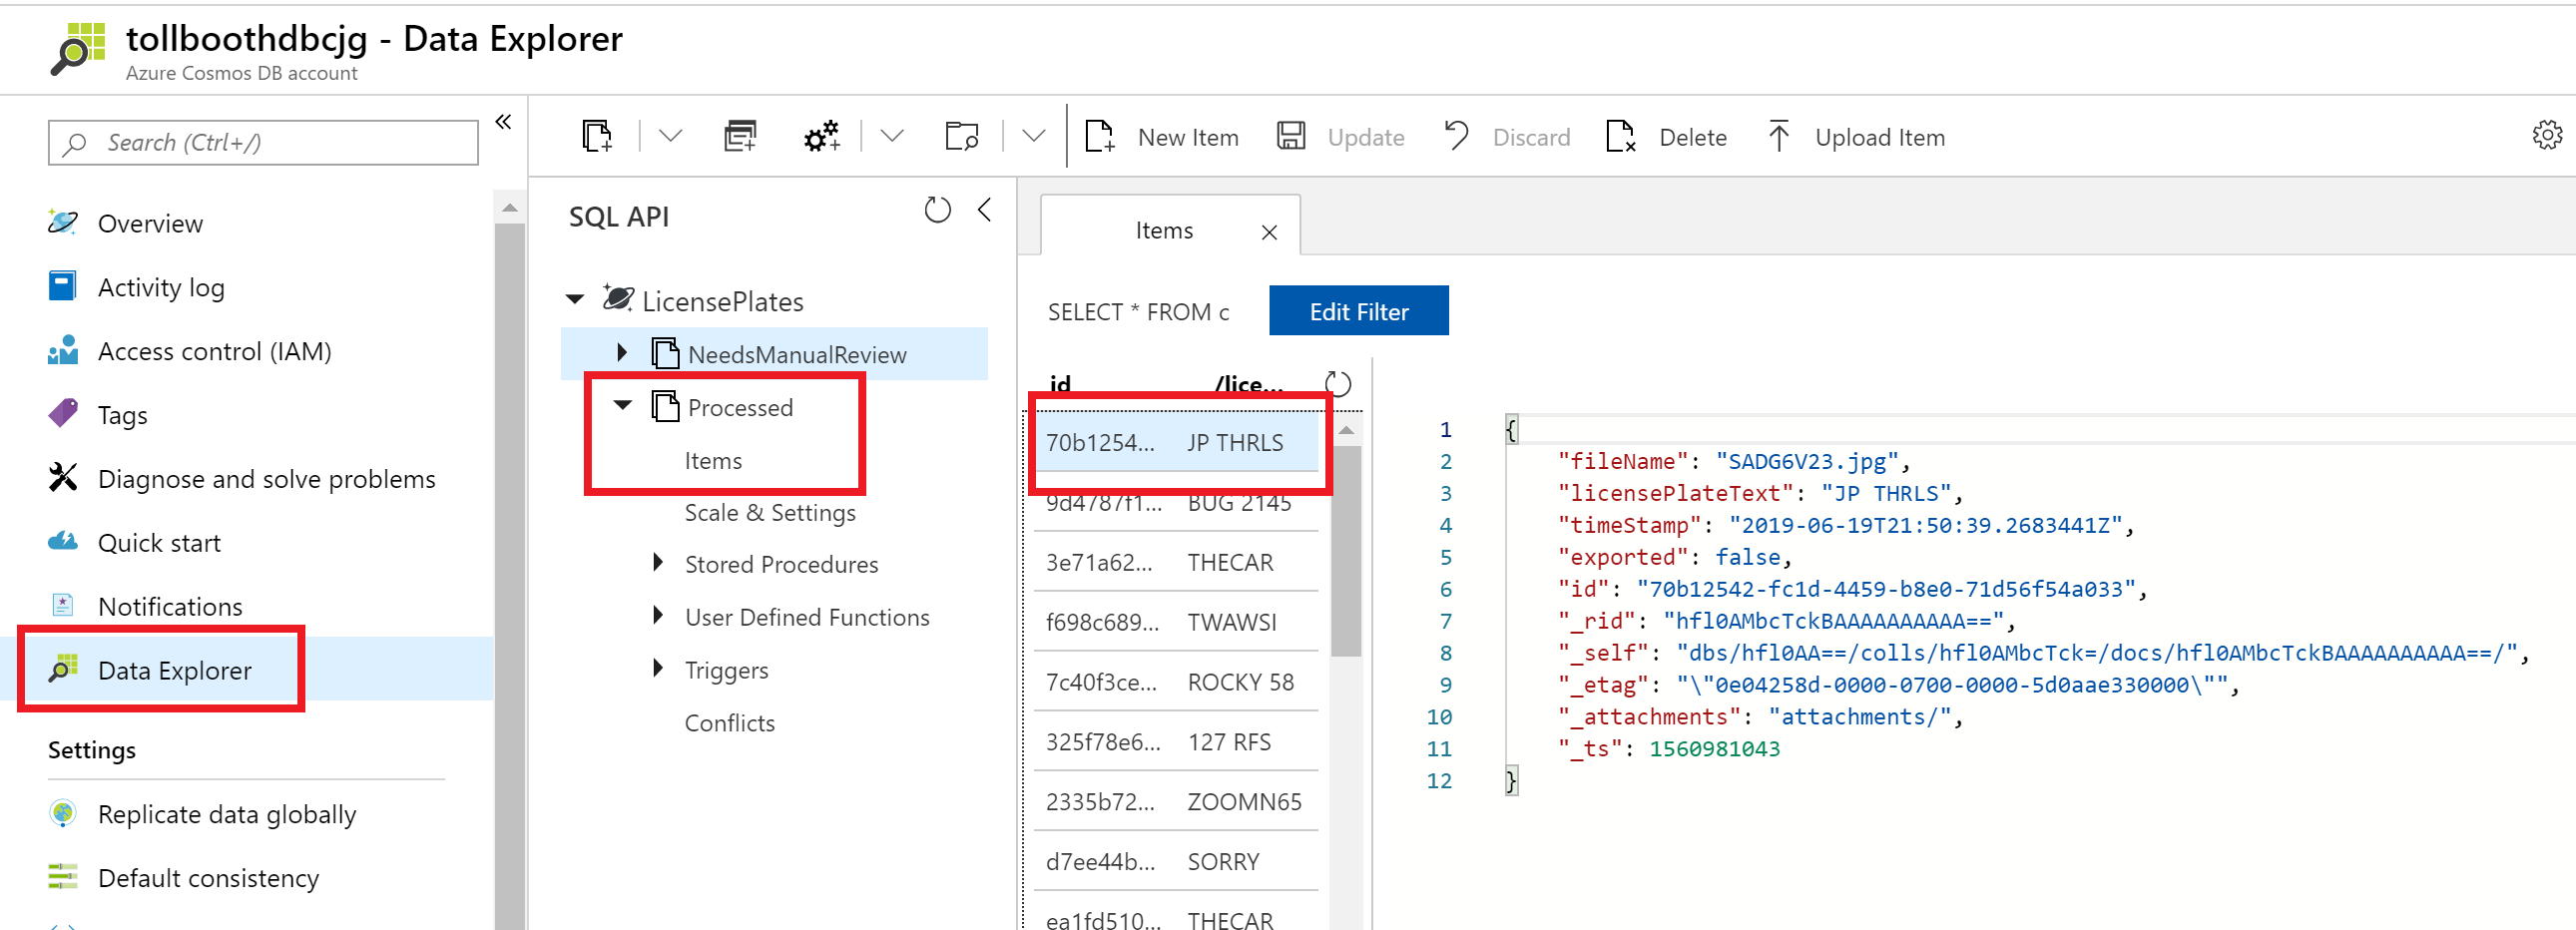 tollboothdbcjg - Data Explorer
Azure Cosmos DB account
Search (Ctrl+/)
Overview
Activity log
Access control (IAM)
Tags
Diagnose and solve problems
Quick start
Notifications
Data Explorer
Settings
Replicate data globally
Default consistency
New Item
Update
Discard
Delete
Upload Item
SQL API
LicensePlates
NeedsManualReview
Processed
Items
Scale & Settings
Stored Procedures
User Defined Functions
Triggers
Conflicts
Items
SELECT * FROM c
Edit Filter
id /lice...
70b1254... JP THRLS
9d4787f1... BUG 2145
3e71a62... THECAR
f698c689... TWAWSI
7c40f3ce... ROCKY 58
325f78e6... 127 RFS
2335b72... ZOOMN65
d7ee44b... SORRY
ea1fd510... THECAR
1 {
2 "fileName": "SADG6V23.jpg",
3 "licensePlateText": "JP THRLS",
4 "timeStamp": "2019-06-19T21:50:39.2683441Z",
5 "exported": false,
6 "id": "70b12542-fc1d-4459-b8e0-71d56f54a033",
7 "_rid": "hfl0AMbcTckBAAAAAAAAAA==",
8 "_self": "dbs/hfl0AA==/colls/hfl0AMbcTck=/docs/hfl0AMbcTckBAAAAAAAAAA==/",
9 "_etag": "\"0e04258d-0000-0700-0000-5d0aae330000\"",
10 "_attachments": "attachments/",
11 "_ts": 1560981043
12 }